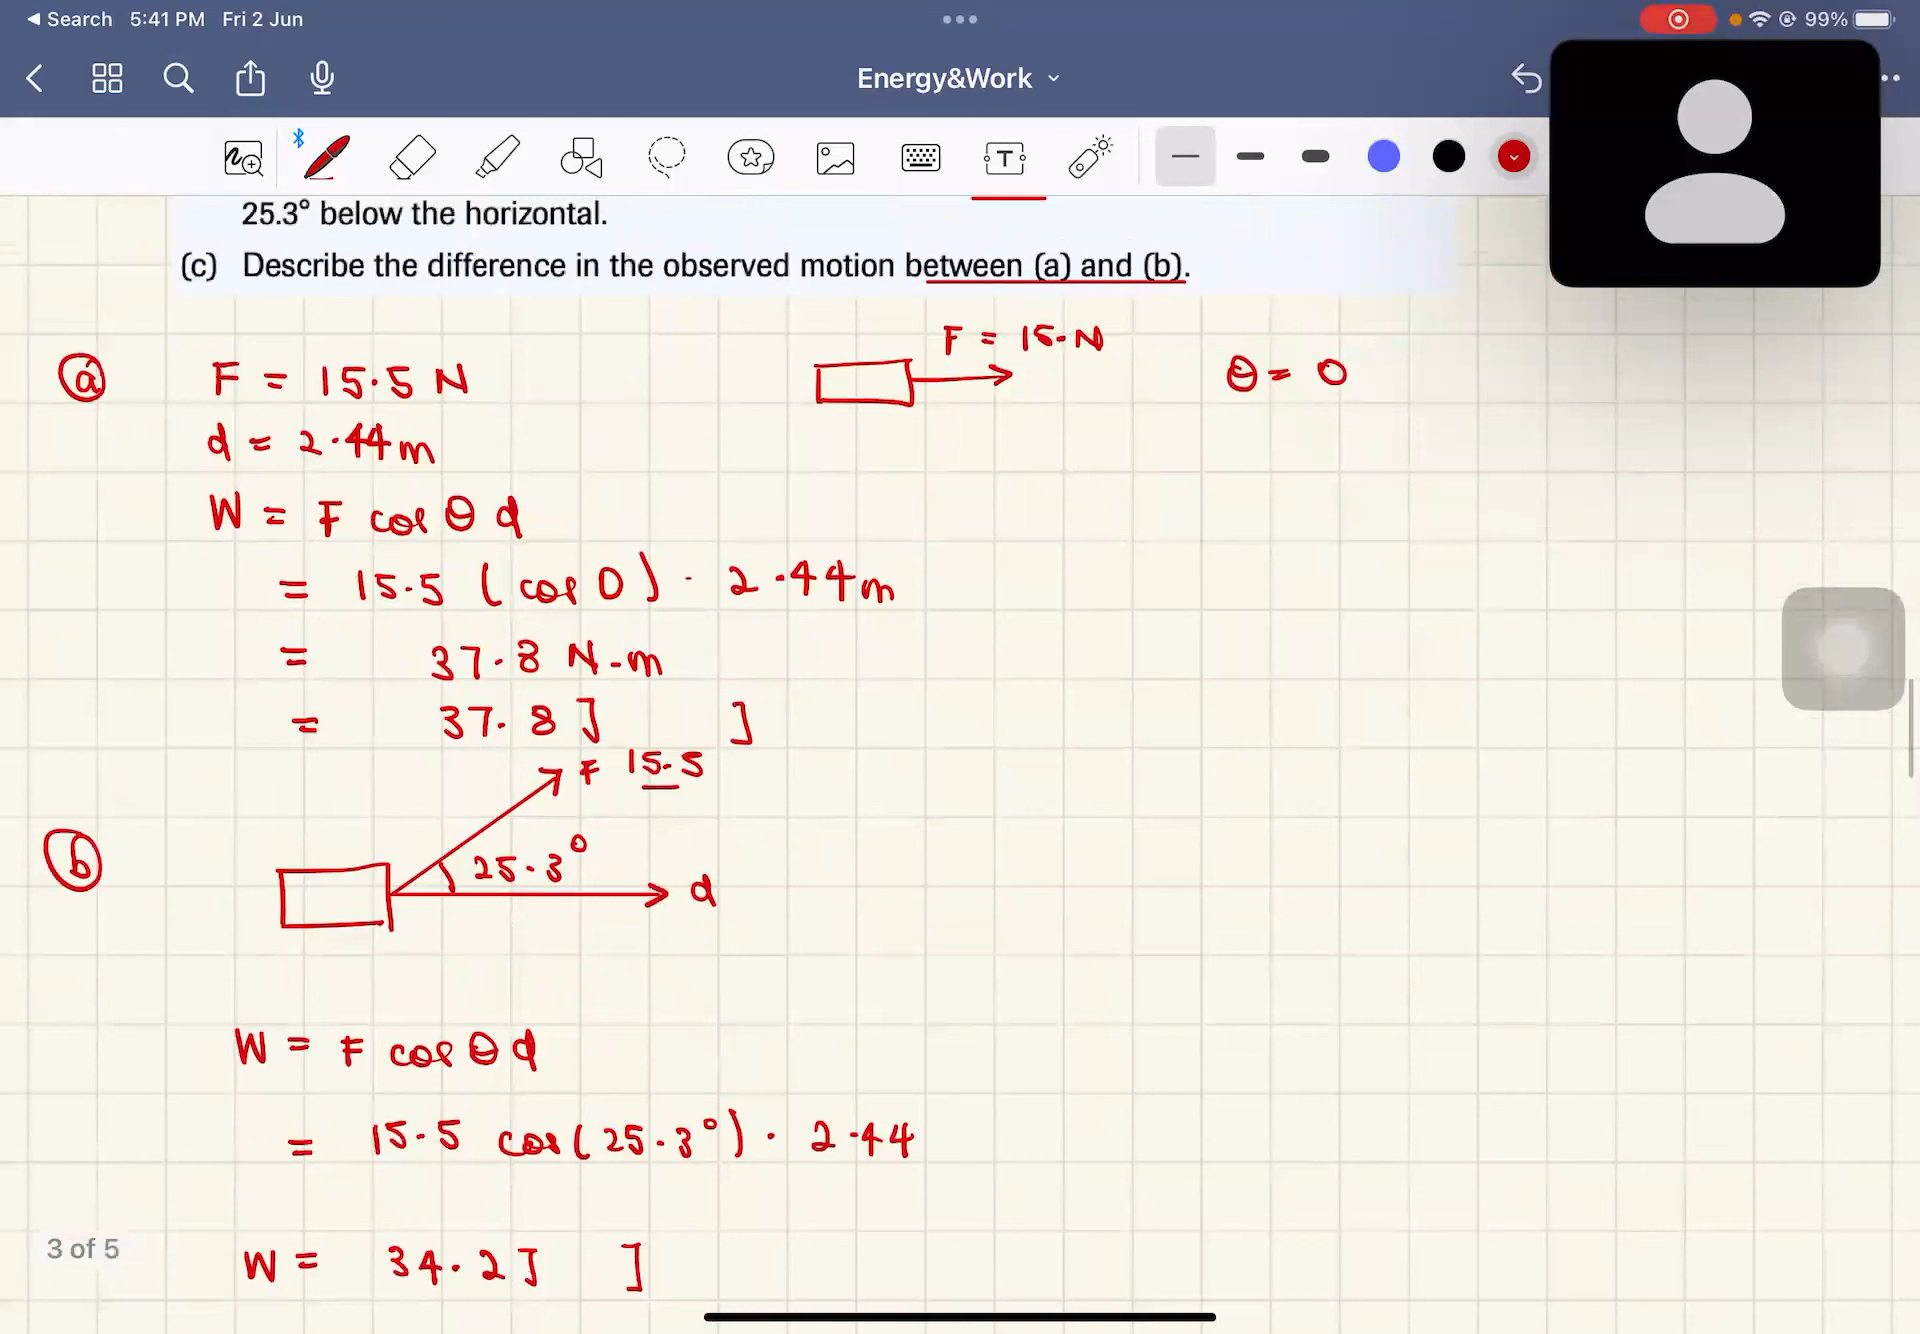 Search 5:41 PM Fri 2 Jun
99%
Energy&Work
T
25.3° below the horizontal.
(c) Describe the difference in the observed motion between (a) and (b).
F = 15.N
a F = 15.5 N
θ = 0
d = 2.44m
W = F cos θ d
= 15.5 (cos 0) · 2.44m
= 37.8 N-m
= 37.8 J ]
F 15.5
b
25.3°
d
W = F cos θ d
= 15.5 cos(25.3°) · 2.44
W = 34.2 J ]
3 of 5